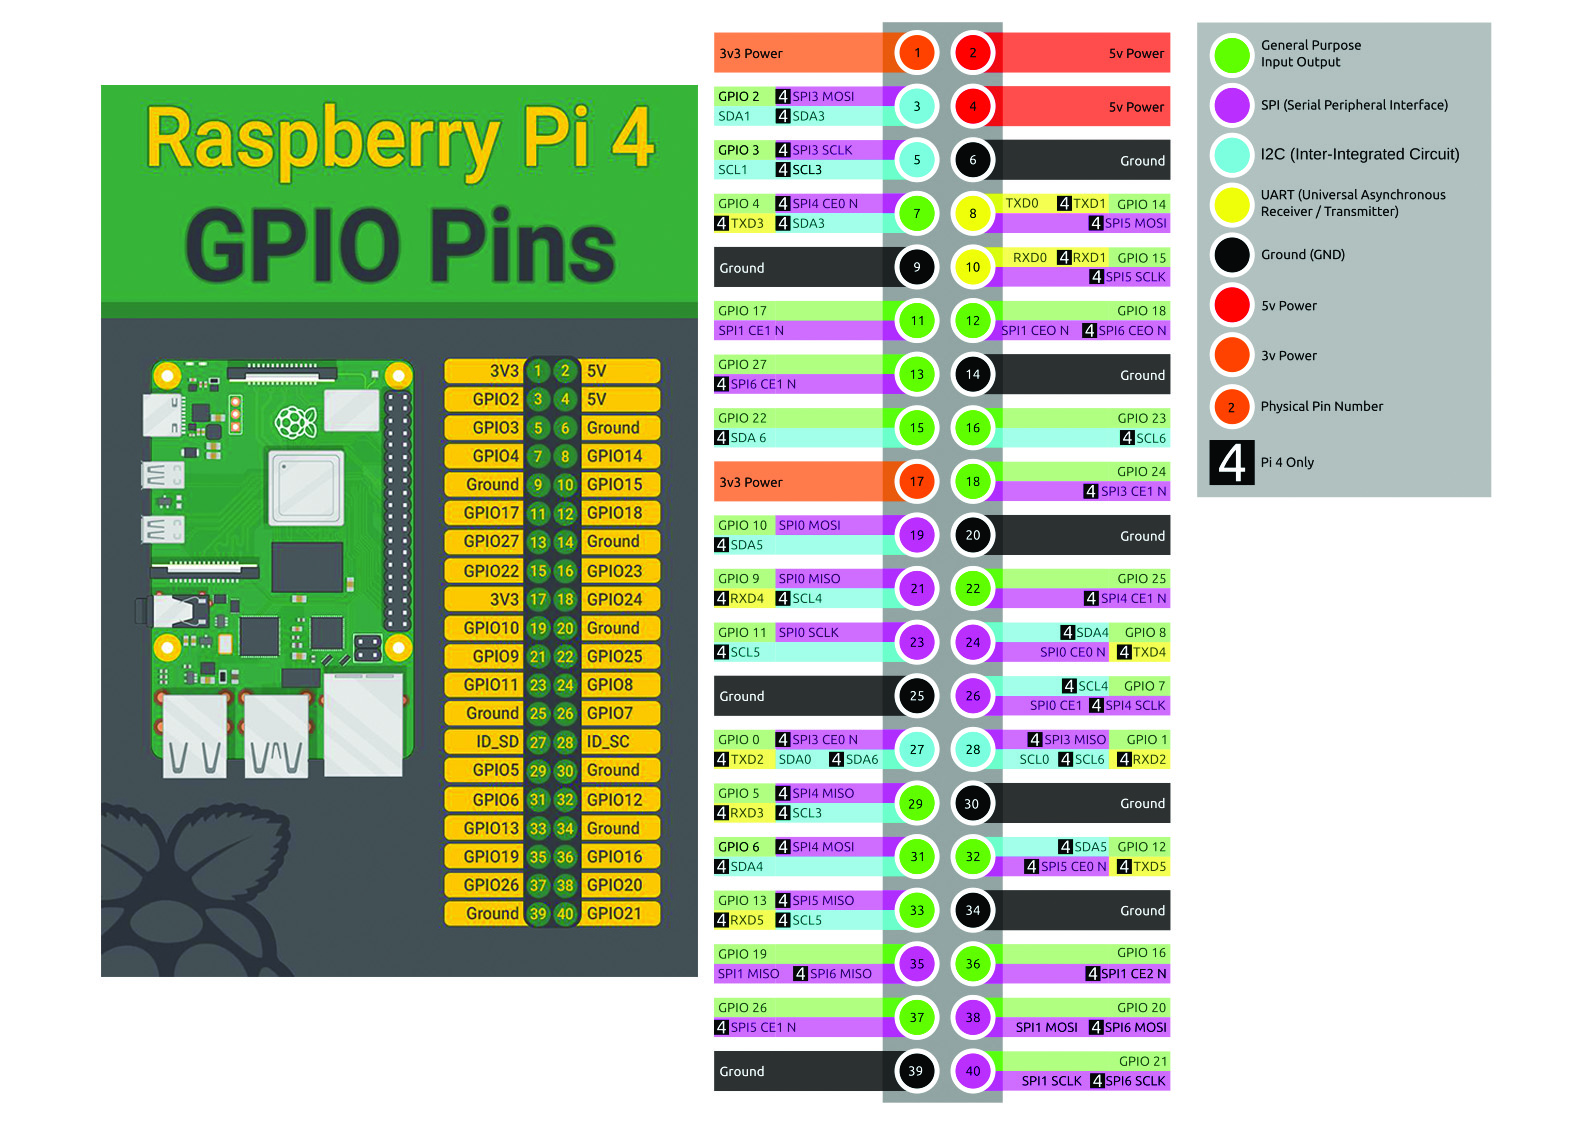 Raspberry Pi 4
GPIO Pins
3V3 1 2 5V
GPIO2 3 4 5V
GPIO3 5 6 Ground
GPIO4 7 8 GPIO14
Ground 9 10 GPIO15
GPIO17 11 12 GPIO18
GPIO27 13 14 Ground
GPIO22 15 16 GPIO23
3V3 17 18 GPIO24
GPIO10 19 20 Ground
GPIO9 21 22 GPIO25
GPIO11 23 24 GPIO8
Ground 25 26 GPIO7
ID_SD 27 28 ID_SC
GPIO5 29 30 Ground
GPIO6 31 32 GPIO12
GPIO13 33 34 Ground
GPIO19 35 36 GPIO16
GPIO26 37 38 GPIO20
Ground 39 40 GPIO21
3v3 Power 1 2 5v Power
GPIO 2 4 SPI3 MOSI
SDA1 4 SDA3
3 4 5v Power
GPIO 3 4 SPI3 SCLK
SCL1 4 SCL3
5 6 Ground
GPIO 4 4 SPI4 CE0 N
4 TXD3 4 SDA3
7 8
TXD0 4 TXD1 GPIO 14
4 SPI5 MOSI
Ground 9 10
RXD0 4 RXD1 GPIO 15
4 SPI5 SCLK
GPIO 17
SPI1 CE1 N
11 12
GPIO 18
SPI1 CEO N 4 SPI6 CEO N
GPIO 27
4 SPI6 CE1 N
13 14 Ground
GPIO 22
4 SDA 6
15 16
GPIO 23
4 SCL6
3v3 Power 17 18
GPIO 24
4 SPI3 CE1 N
GPIO 10 SPI0 MOSI
4 SDA5
19 20 Ground
GPIO 9 SPI0 MISO
4 RXD4 4 SCL4
21 22
GPIO 25
4 SPI4 CE1 N
GPIO 11 SPI0 SCLK
4 SCL5
23 24
4 SDA4 GPIO 8
SPI0 CE0 N 4 TXD4
Ground 25 26
4 SCL4 GPIO 7
SPI0 CE1 4 SPI4 SCLK
GPIO 0 4 SPI3 CE0 N
4 TXD2 SDA0 4 SDA6
27 28
4 SPI3 MISO GPIO 1
SCL0 4 SCL6 4 RXD2
GPIO 5 4 SPI4 MISO
4 RXD3 4 SCL3
29 30 Ground
GPIO 6 4 SPI4 MOSI
4 SDA4
31 32
4 SDA5 GPIO 12
4 SPI5 CE0 N 4 TXD5
GPIO 13 4 SPI5 MISO
4 RXD5 4 SCL5
33 34 Ground
GPIO 19
SPI1 MISO 4 SPI6 MISO
35 36
GPIO 16
4 SPI1 CE2 N
GPIO 26
4 SPI5 CE1 N
37 38
GPIO 20
SPI1 MOSI 4 SPI6 MOSI
Ground 39 40
GPIO 21
SPI1 SCLK 4 SPI6 SCLK
General Purpose
Input Output
SPI (Serial Peripheral Interface)
I2C (Inter-Integrated Circuit)
UART (Universal Asynchronous
Receiver / Transmitter)
Ground (GND)
5v Power
3v Power
2 Physical Pin Number
4 Pi 4 Only